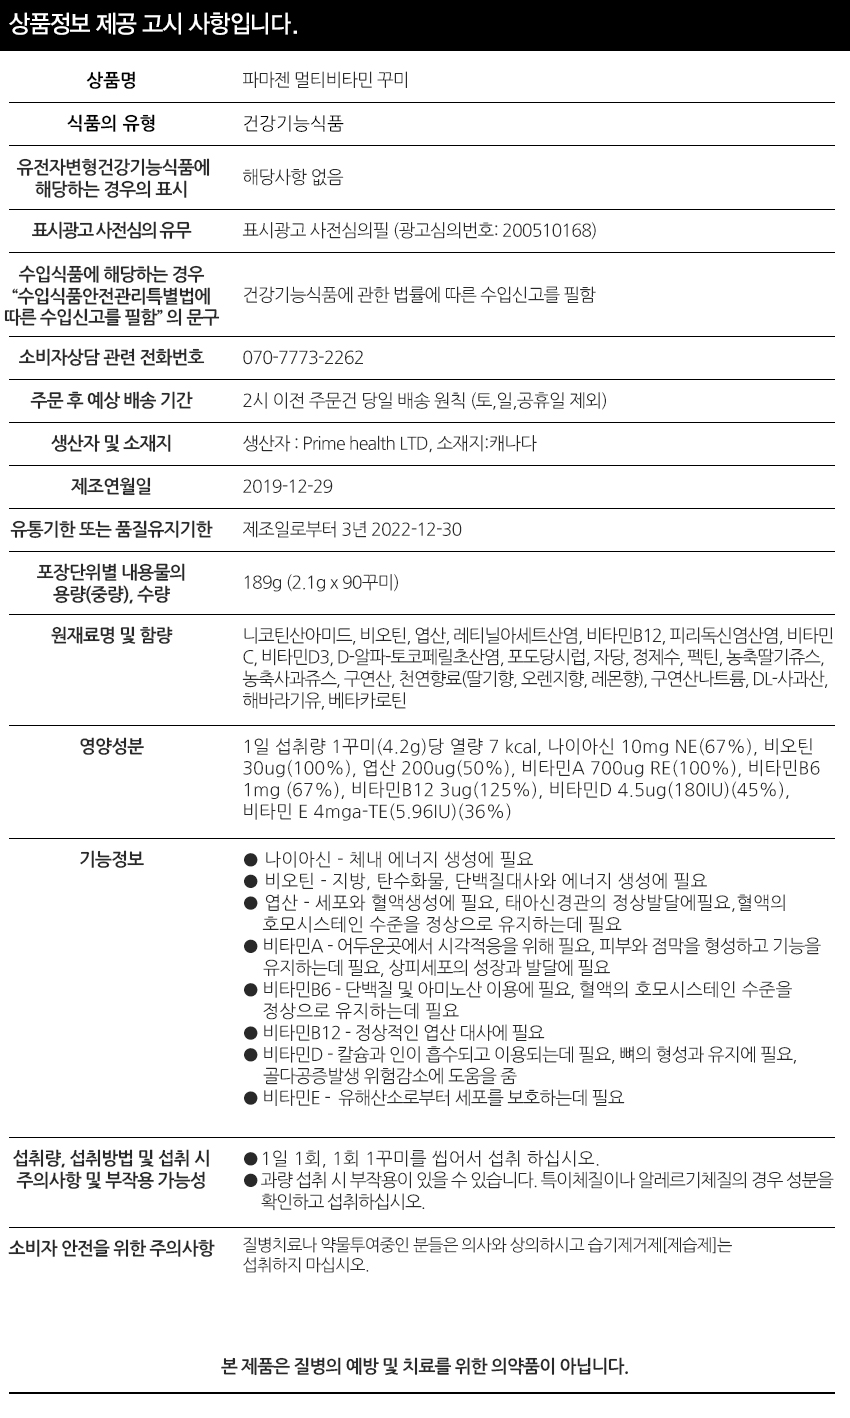 상품정보 제공 고시 사항입니다.
상품명
파마젠 멀티비타민 꾸미
식품의 유형
건강기능식품
유전자변형건강기능식품에
해당하는 경우의 표시
해당사항 없음
표시광고 사전심의 유무
표시광고 사전심의필 (광고심의번호: 200510168)
수입식품에 해당하는 경우
“수입식품안전관리특별법에
따른 수입신고를 필함” 의 문구
건강기능식품에 관한 법률에 따른 수입신고를 필함
소비자상담 관련 전화번호
070-7773-2262
주문 후 예상 배송 기간
2시 이전 주문건 당일 배송 원칙 (토,일,공휴일 제외)
생산자 및 소재지
생산자 : Prime health LTD, 소재지:캐나다
제조연월일
2019-12-29
유통기한 또는 품질유지기한
제조일로부터 3년 2022-12-30
포장단위별 내용물의
용량(중량), 수량
189g (2.1g x 90꾸미)
원재료명 및 함량
니코틴산아미드, 비오틴, 엽산, 레티닐아세트산염, 비타민B12, 피리독신염산염, 비타민
C, 비타민D3, D-알파-토코페릴초산염, 포도당시럽, 자당, 정제수, 펙틴, 농축딸기쥬스,
농축사과쥬스, 구연산, 천연향료(딸기향, 오렌지향, 레몬향), 구연산나트륨, DL-사과산,
해바라기유, 베타카로틴
영양성분
1일 섭취량 1꾸미(4.2g)당 열량 7 kcal, 나이아신 10mg NE(67%), 비오틴
30ug(100%), 엽산 200ug(50%), 비타민A 700ug RE(100%), 비타민B6
1mg (67%), 비타민B12 3ug(125%), 비타민D 4.5ug(180IU)(45%),
비타민 E 4mga-TE(5.96IU)(36%)
기능정보
● 나이아신 - 체내 에너지 생성에 필요
● 비오틴 - 지방, 탄수화물, 단백질대사와 에너지 생성에 필요
● 엽산 - 세포와 혈액생성에 필요, 태아신경관의 정상발달에필요,혈액의
호모시스테인 수준을 정상으로 유지하는데 필요
● 비타민A - 어두운곳에서 시각적응을 위해 필요, 피부와 점막을 형성하고 기능을
유지하는데 필요, 상피세포의 성장과 발달에 필요
● 비타민B6 - 단백질 및 아미노산 이용에 필요, 혈액의 호모시스테인 수준을
정상으로 유지하는데 필요
● 비타민B12 - 정상적인 엽산 대사에 필요
● 비타민D - 칼슘과 인이 흡수되고 이용되는데 필요, 뼈의 형성과 유지에 필요,
골다공증발생 위험감소에 도움을 줌
● 비타민E - 유해산소로부터 세포를 보호하는데 필요
섭취량, 섭취방법 및 섭취 시
주의사항 및 부작용 가능성
● 1일 1회, 1회 1꾸미를 씹어서 섭취 하십시오.
● 과량 섭취 시 부작용이 있을 수 있습니다. 특이체질이나 알레르기체질의 경우 성분을
확인하고 섭취하십시오.
소비자 안전을 위한 주의사항
질병치료나 약물투여중인 분들은 의사와 상의하시고 습기제거제[제습제]는
섭취하지 마십시오.
본 제품은 질병의 예방 및 치료를 위한 의약품이 아닙니다.